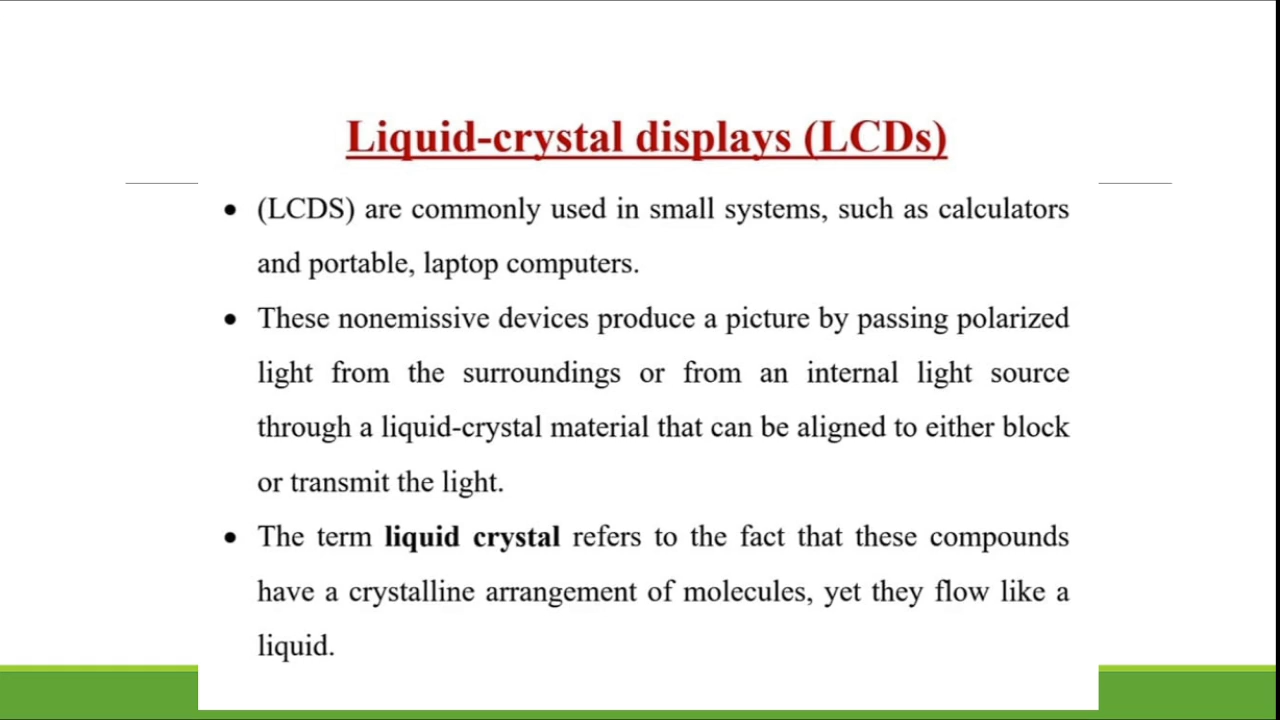 Liquid-crystal displays (LCDs)
• (LCDS) are commonly used in small systems, such as calculators
and portable, laptop computers.
• These nonemissive devices produce a picture by passing polarized
light from the surroundings or from an internal light source
through a liquid-crystal material that can be aligned to either block
or transmit the light.
• The term liquid crystal refers to the fact that these compounds
have a crystalline arrangement of molecules, yet they flow like a
liquid.